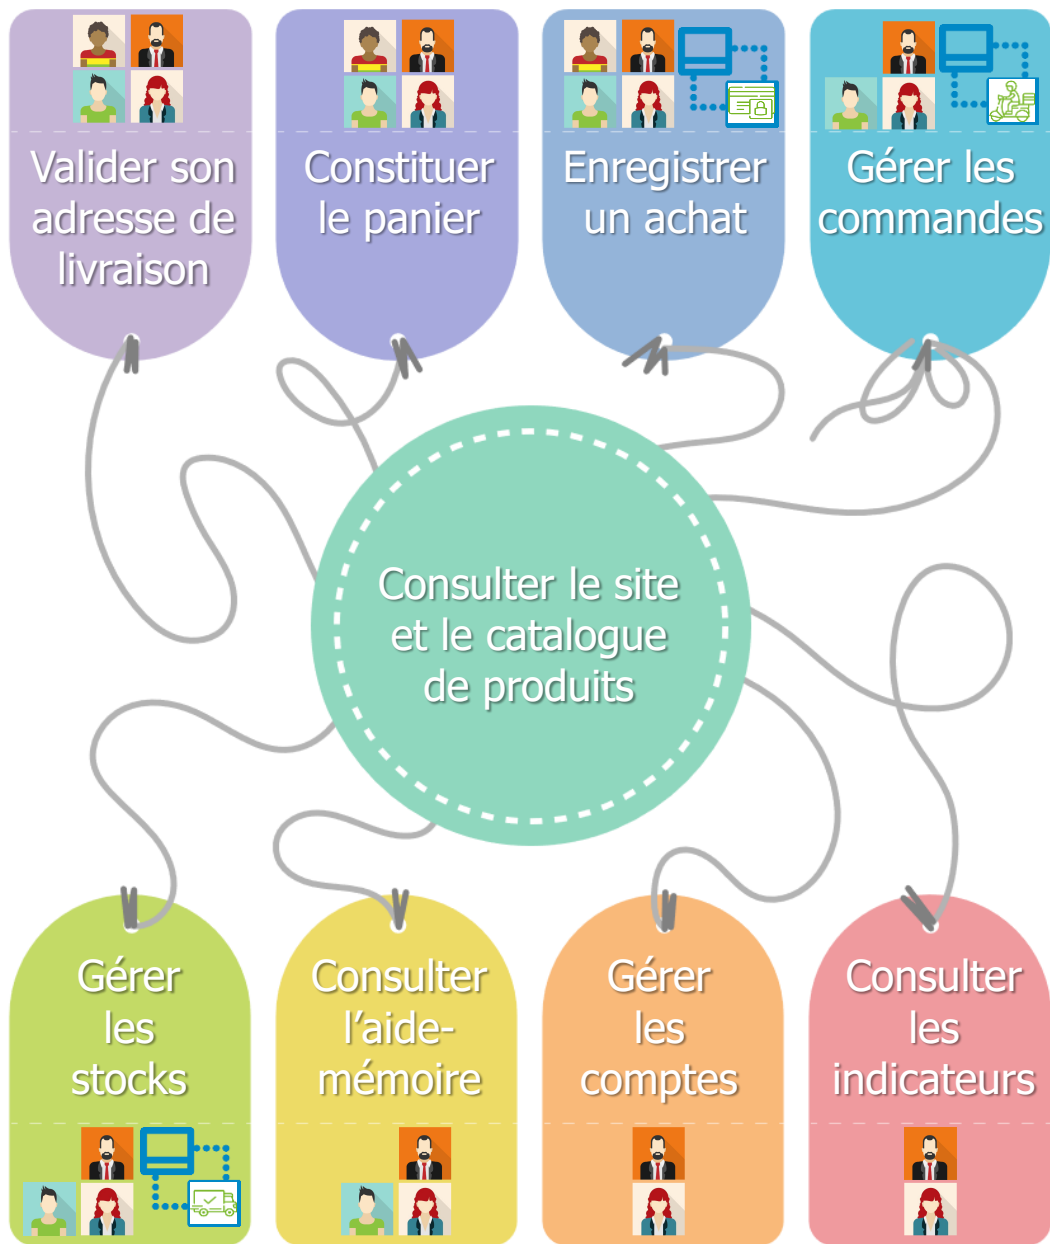 Valider son
adresse de
livraison
Constituer
le panier
Enregistrer
un achat
Gérer les
commandes
Consulter le site
et le catalogue
de produits
Gérer
les
stocks
Consulter
l’aide-
mémoire
Gérer
les
comptes
Consulter
les
indicateurs